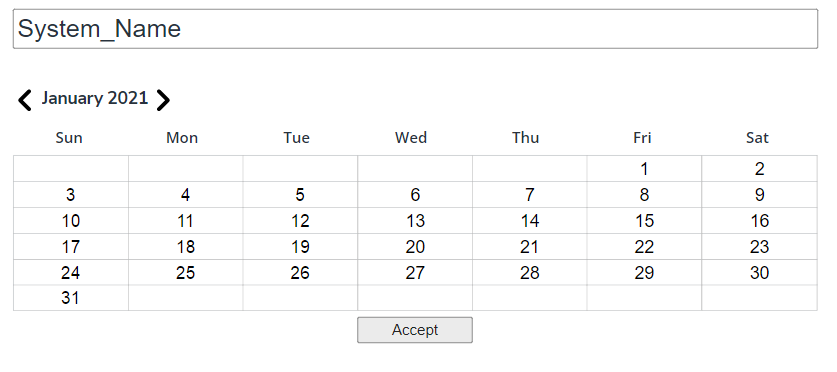 System_Name
January 2021
Sun Mon Tue Wed Thu Fri Sat
1 2
3 4 5 6 7 8 9
10 11 12 13 14 15 16
17 18 19 20 21 22 23
24 25 26 27 28 29 30
31
Accept